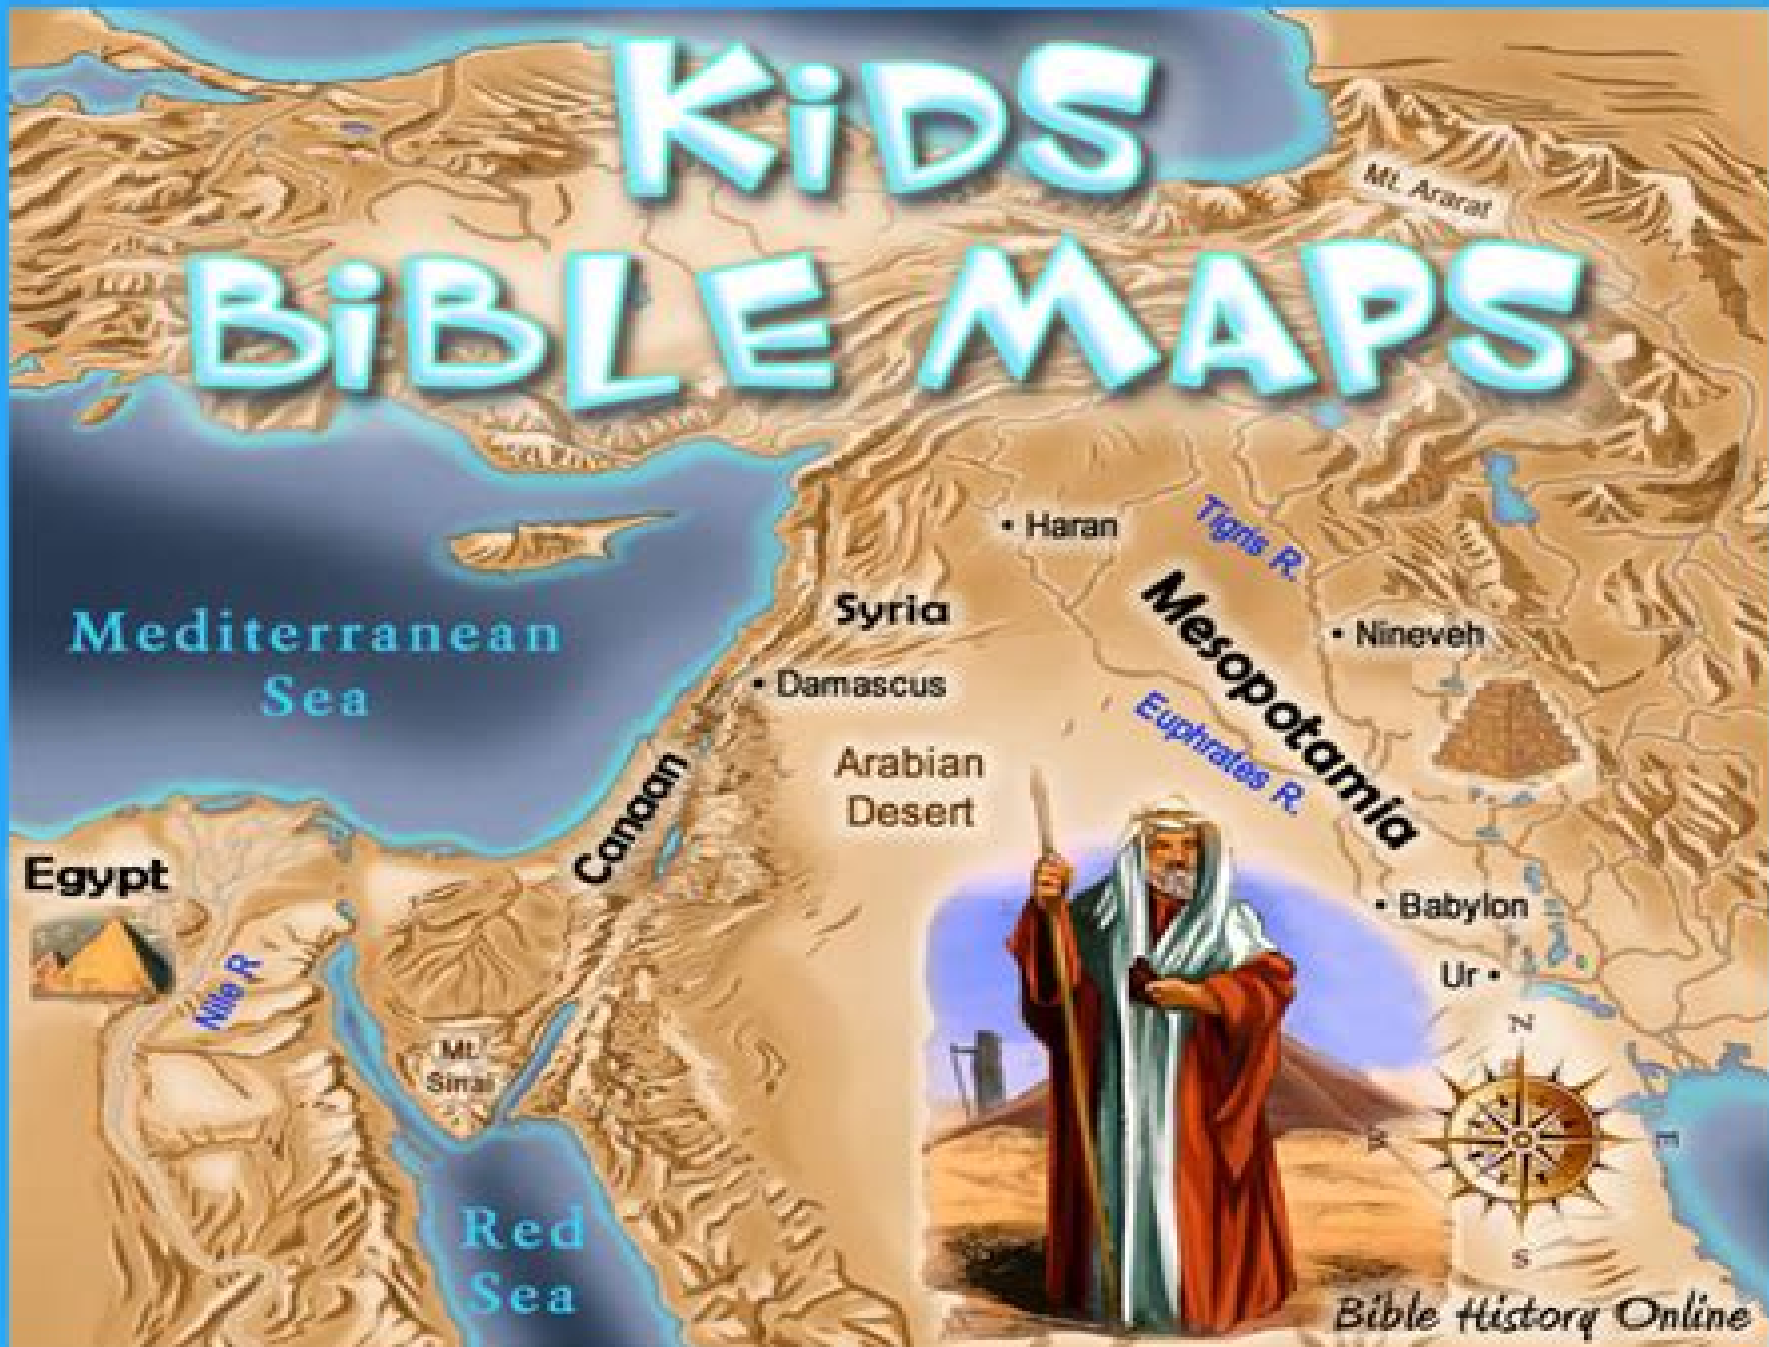 KiDS
BiBLE MAPS
Mt. Ararat
• Haran
Tigris R.
Syria
Mesopotamia
• Nineveh
Mediterranean
Sea
• Damascus
Euphrates R.
Arabian
Desert
Canaan
Egypt
• Babylon
Nile R
Ur •
N
Mt.
Sinai
E
Red
Sea
S
Bible History Online